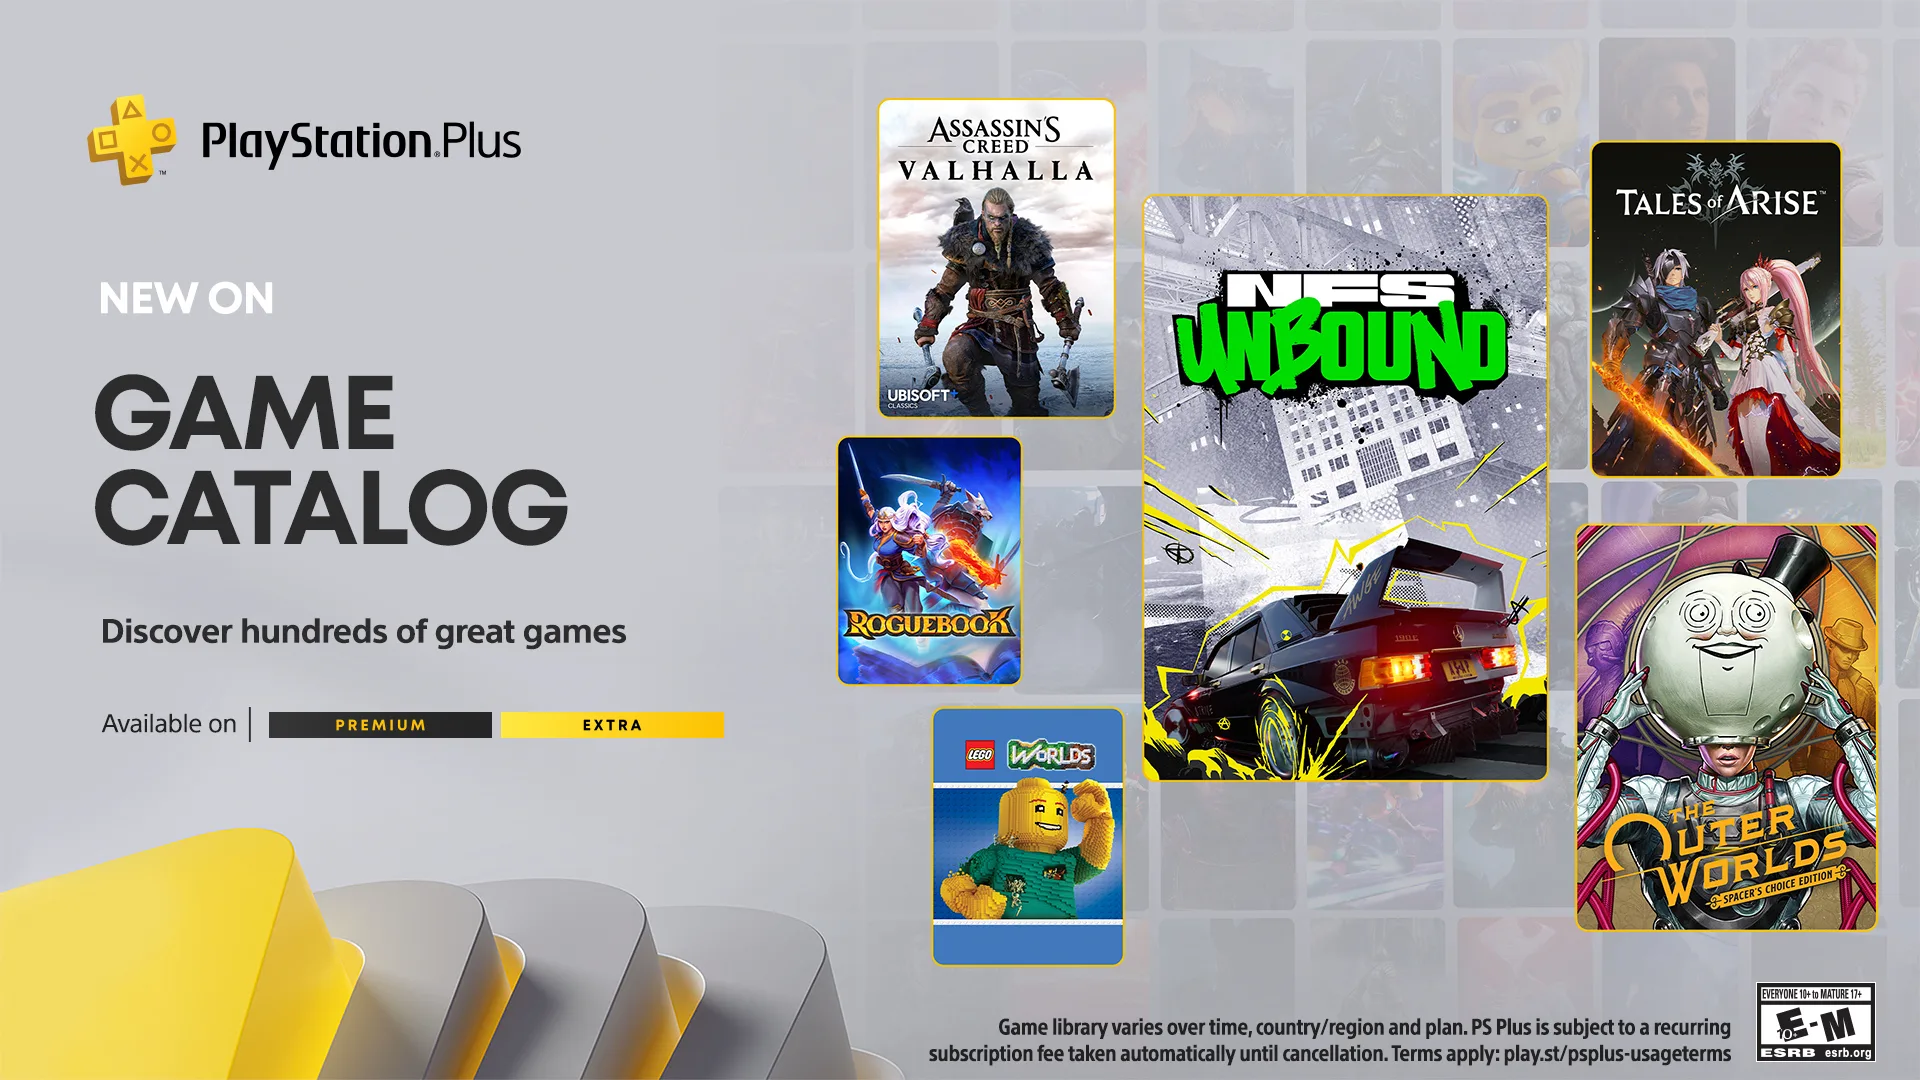 PlayStation®Plus
™
NEW ON
GAME
CATALOG
Discover hundreds of great games
Available on
PREMIUM
EXTRA
ASSASSIN'S
CREED
VALHALLA
UBISOFT+
CLASSICS
ROGUEBOOK
LEGO
WORLDS
NFS
UNBOUND
TALES of ARISE™
THE
OUTER
WORLDS
SPACER'S CHOICE EDITION
Game library varies over time, country/region and plan. PS Plus is subject to a recurring
subscription fee taken automatically until cancellation. Terms apply: play.st/psplus-usageterms
EVERYONE 10+ to MATURE 17+
E-M
10+
ESRB esrb.org